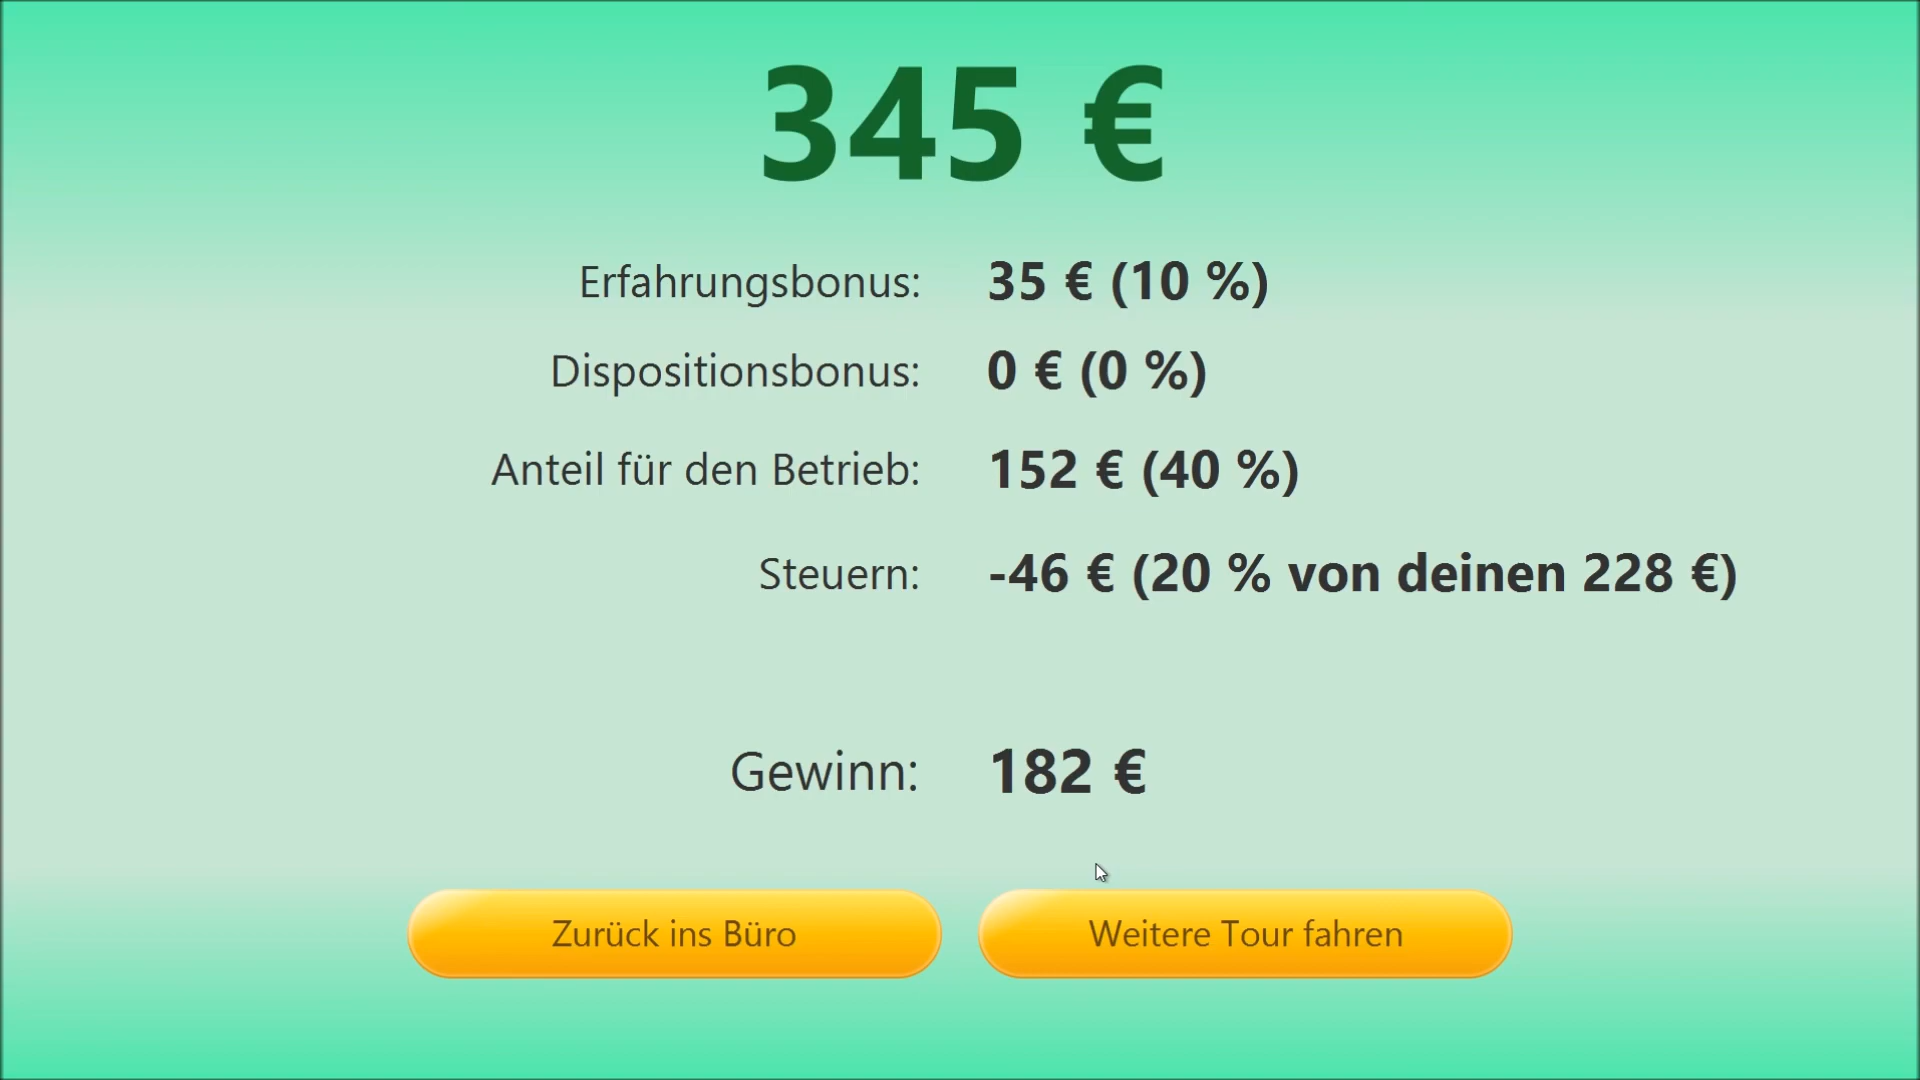 345 €
Erfahrungsbonus: 35 € (10 %)
Dispositionsbonus: 0 € (0 %)
Anteil für den Betrieb: 152 € (40 %)
Steuern: -46 € (20 % von deinen 228 €)
Gewinn: 182 €
Zurück ins Büro Weitere Tour fahren